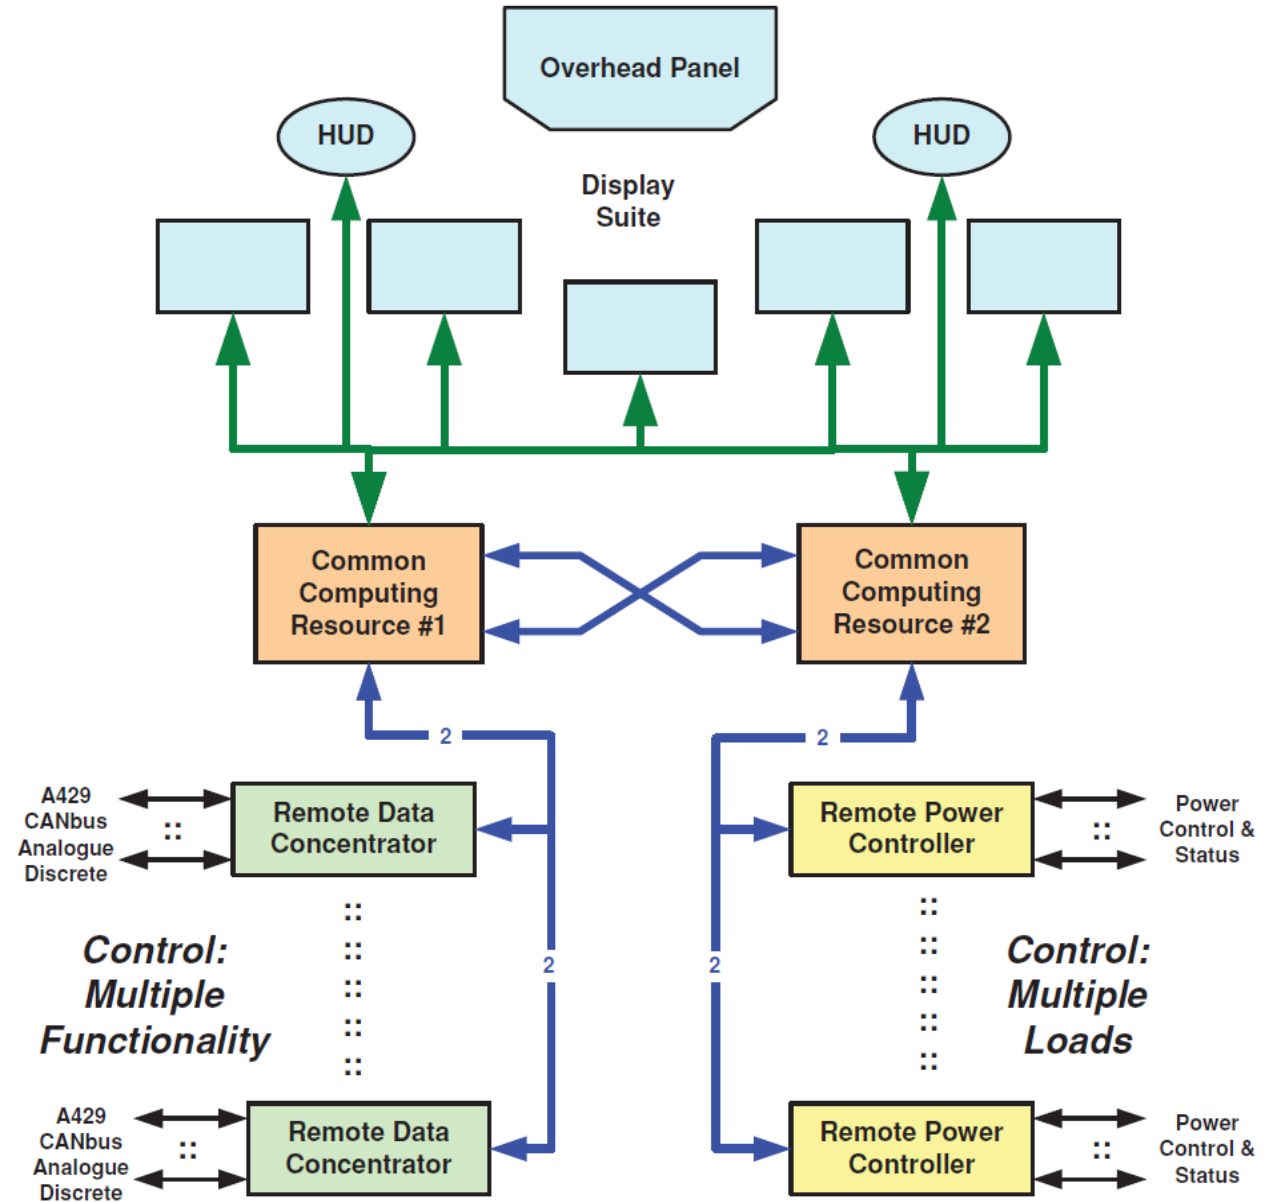 Overhead Panel
HUD
HUD
Display
Suite
Common
Computing
Resource #1
Common
Computing
Resource #2
2
2
A429
CANbus
Analogue
Discrete
::
Remote Data
Concentrator
Remote Power
Controller
::
Power
Control &
Status
::
::
::
::
::
::
::
::
::
::
Control:
Multiple
Functionality
2
2
Control:
Multiple
Loads
A429
CANbus
Analogue
Discrete
::
Remote Data
Concentrator
Remote Power
Controller
::
Power
Control &
Status